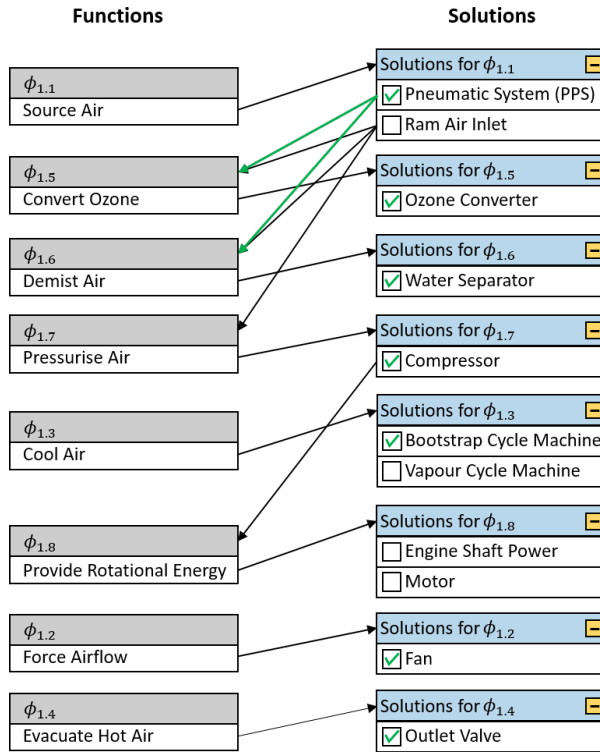 Functions
Solutions
ϕ1.1
Source Air
Solutions for ϕ1.1
Pneumatic System (PPS)
Ram Air Inlet
ϕ1.5
Convert Ozone
Solutions for ϕ1.5
Ozone Converter
ϕ1.6
Demist Air
Solutions for ϕ1.6
Water Separator
ϕ1.7
Pressurise Air
Solutions for ϕ1.7
Compressor
ϕ1.3
Cool Air
Solutions for ϕ1.3
Bootstrap Cycle Machine
Vapour Cycle Machine
ϕ1.8
Provide Rotational Energy
Solutions for ϕ1.8
Engine Shaft Power
Motor
ϕ1.2
Force Airflow
Solutions for ϕ1.2
Fan
ϕ1.4
Evacuate Hot Air
Solutions for ϕ1.4
Outlet Valve